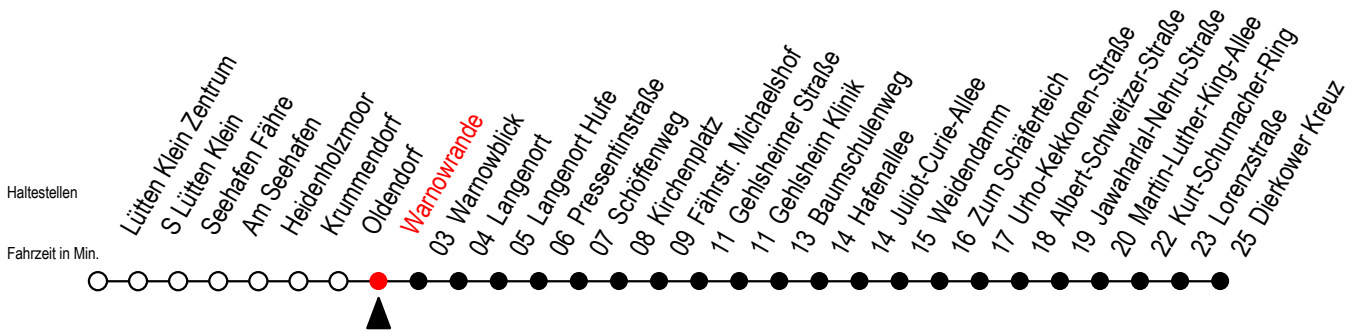 Haltestellen
Fahrzeit in Min.
Lütten Klein Zentrum
S Lütten Klein
Seehafen Fähre
Am Seehafen
Heidenholzmoor
Krummendorf
Oldendorf
Warnowrande
03 Warnowblick
04 Langenort
05 Langenort Hufe
06 Pressentinstraße
07 Schöffenweg
08 Kirchenplatz
09 Fährstr. Michaelshof
11 Gehlsheimer Straße
11 Gehlsheim Klinik
13 Baumschulenweg
14 Hafenallee
14 Juliot-Curie-Allee
15 Weidendamm
16 Zum Schäferteich
17 Urho-Kekkonen-Straße
18 Albert-Schweitzer-Straße
19 Jawaharlal-Nehru-Straße
20 Martin-Luther-King-Allee
22 Kurt-Schumacher-Ring
23 Lorenzstraße
25 Dierkower Kreuz